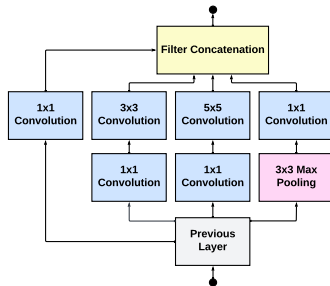 Filter Concatenation
1x1
Convolution
3x3
Convolution
5x5
Convolution
1x1
Convolution
1x1
Convolution
1x1
Convolution
3x3 Max
Pooling
Previous
Layer